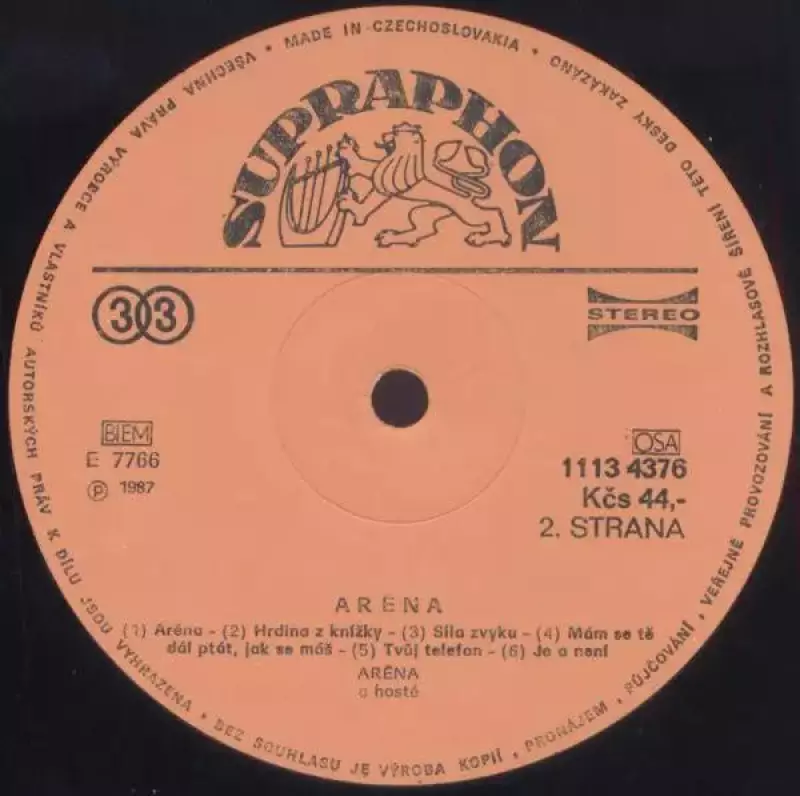 VŠECHNA PRÁVA VÝROBCE A VLASTNÍKŮ AUTORSKÝCH PRÁV K DÍLU JSOU VYHRAZENA • BEZ SOUHLASU JE VÝROBA KOPIÍ, PRONÁJEM, PŮJČOVÁNÍ, VEŘEJNÉ PROVOZOVÁNÍ A ROZHLASOVÉ ŠÍŘENÍ TÉTO DESKY ZAKÁZÁNO • MADE IN CZECHOSLOVAKIA •
SUPRAPHON
33
STEREO
BIEM
E 7766
Ⓟ 1987
OSA
1113 4376
Kčs 44,-
2. STRANA
ARÉNA
(1) Aréna - (2) Hrdina z knížky - (3) Síla zvyku - (4) Mám se tě
dál ptát, jak se máš - (5) Tvůj telefon - (6) Je a není
ARÉNA
a hosté